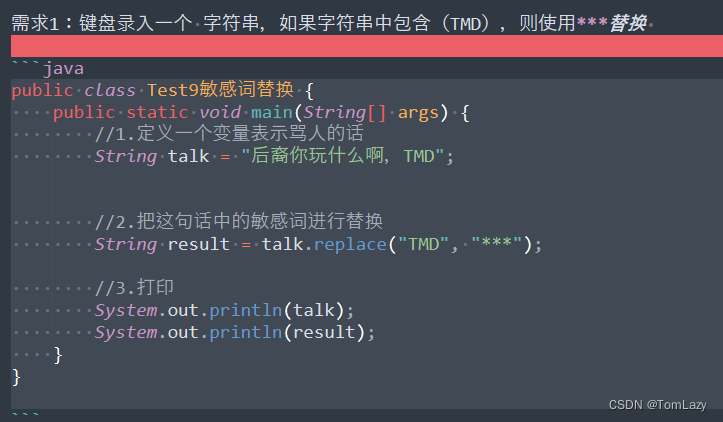 需求1：键盘录入一个 字符串，如果字符串中包含（TMD），则使用***替换
```java
public class Test9敏感词替换 {
    public static void main(String[] args) {
        //1.定义一个变量表示骂人的话
        String talk = "后裔你玩什么啊，TMD";
        //2.把这句话中的敏感词进行替换
        String result = talk.replace("TMD", "***");
        //3.打印
        System.out.println(talk);
        System.out.println(result);
    }
}
CSDN @TomLazy
```